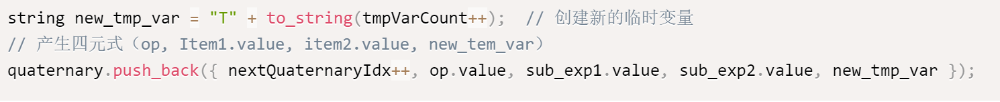 string new_tmp_var = "T" + to_string(tmpVarCount++);  // 创建新的临时变量
// 产生四元式（op, Item1.value, item2.value, new_tem_var）
quaternary.push_back({ nextQuaternaryIdx++, op.value, sub_exp1.value, sub_exp2.value, new_tmp_var });